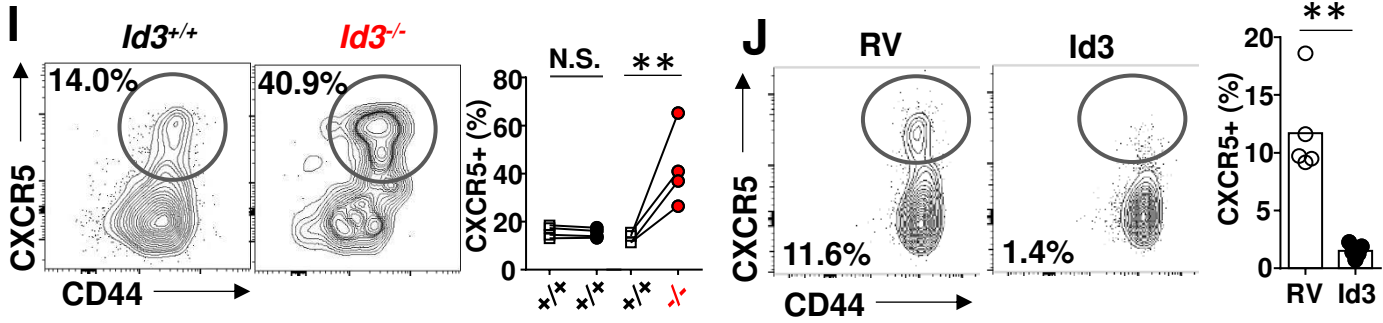 I
Id3+/+
Id3-/-
14.0%
40.9%
CXCR5
CD44
N.S.
**
CXCR5+ (%)
80
60
40
20
0
+/+
+/+
+/+
-/-
J
RV
Id3
11.6%
1.4%
CXCR5
CD44
**
CXCR5+ (%)
20
15
10
5
0
RV Id3